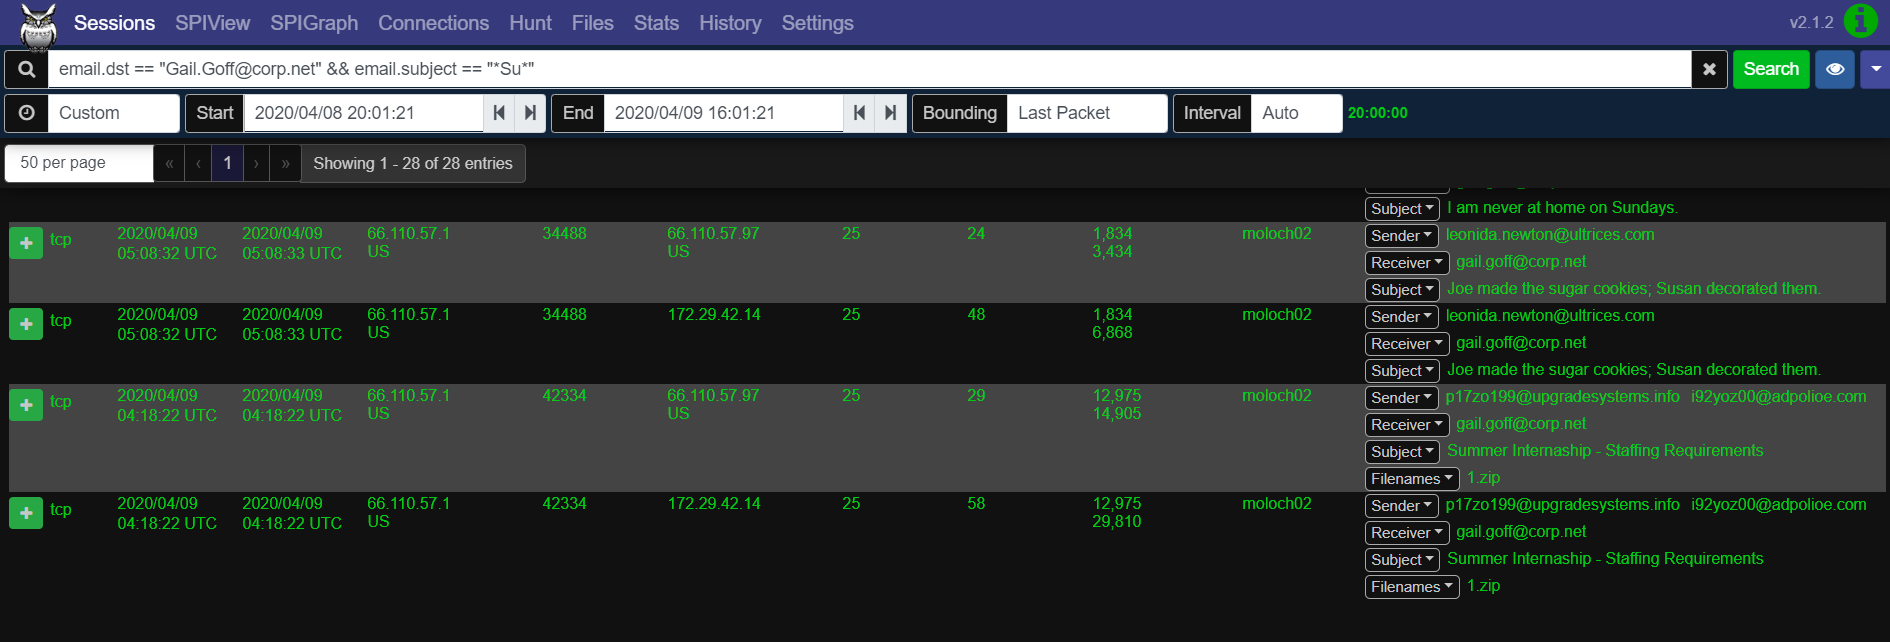 Sessions SPIView SPIGraph Connections Hunt Files Stats History Settings v2.1.2
email.dst == "Gail.Goff@corp.net" && email.subject == "*Su*" Search
Custom Start 2020/04/08 20:01:21 End 2020/04/09 16:01:21 Bounding Last Packet Interval Auto 20:00:00
50 per page « ‹ 1 › » Showing 1 - 28 of 28 entries
Subject I am never at home on Sundays.
tcp 2020/04/09 2020/04/09 66.110.57.1 34488 66.110.57.97 25 24 1,834 moloch02 Sender leonida.newton@ultrices.com
05:08:32 UTC 05:08:33 UTC US US 3,434 Receiver gail.goff@corp.net
Subject Joe made the sugar cookies; Susan decorated them.
tcp 2020/04/09 2020/04/09 66.110.57.1 34488 172.29.42.14 25 48 1,834 moloch02 Sender leonida.newton@ultrices.com
05:08:32 UTC 05:08:33 UTC US 6,868 Receiver gail.goff@corp.net
Subject Joe made the sugar cookies; Susan decorated them.
tcp 2020/04/09 2020/04/09 66.110.57.1 42334 66.110.57.97 25 29 12,975 moloch02 Sender p17zo199@upgradesystems.info i92yoz00@adpolioe.com
04:18:22 UTC 04:18:22 UTC US US 14,905 Receiver gail.goff@corp.net
Subject Summer Internaship - Staffing Requirements
Filenames 1.zip
tcp 2020/04/09 2020/04/09 66.110.57.1 42334 172.29.42.14 25 58 12,975 moloch02 Sender p17zo199@upgradesystems.info i92yoz00@adpolioe.com
04:18:22 UTC 04:18:22 UTC US 29,810 Receiver gail.goff@corp.net
Subject Summer Internaship - Staffing Requirements
Filenames 1.zip